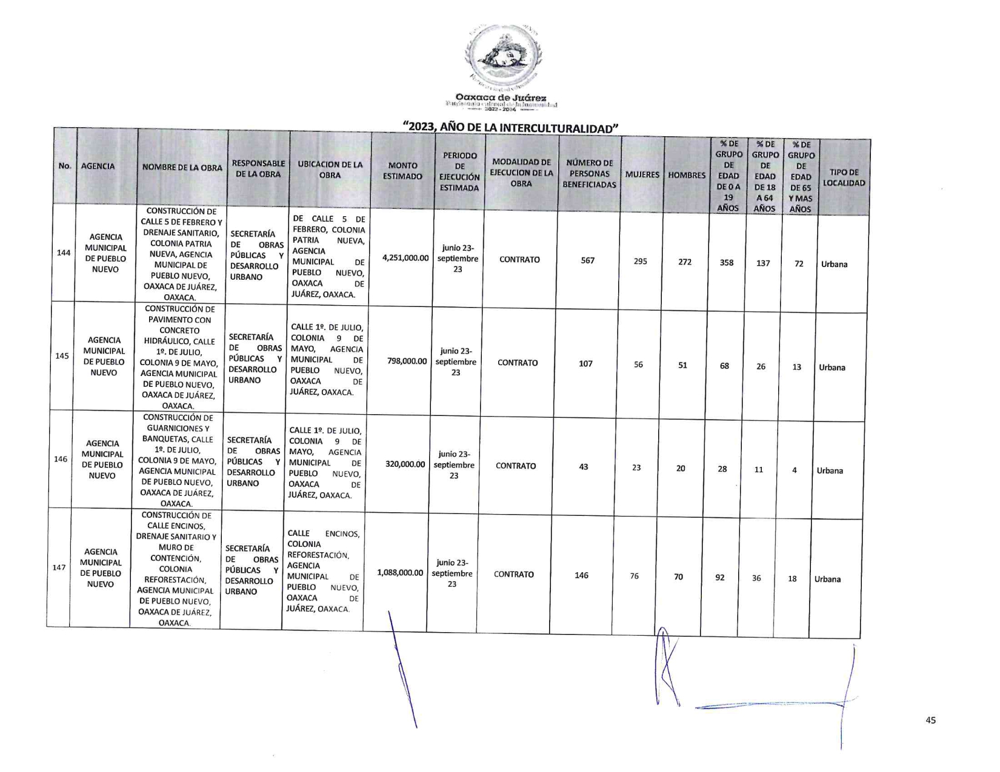 Oaxaca de Juárez
Patrimonio cultural de la humanidad
2022 - 2024
“2023, AÑO DE LA INTERCULTURALIDAD”
No.
AGENCIA
NOMBRE DE LA OBRA
RESPONSABLE
DE LA OBRA
UBICACION DE LA
OBRA
MONTO
ESTIMADO
PERIODO
DE
EJECUCIÓN
ESTIMADA
MODALIDAD DE
EJECUCION DE LA
OBRA
NÚMERO DE
PERSONAS
BENEFICIADAS
MUJERES
HOMBRES
% DE
GRUPO
DE
EDAD
DE 0 A
19
AÑOS
% DE
GRUPO
DE
EDAD
DE 18
A 64
AÑOS
% DE
GRUPO
DE
EDAD
DE 65
Y MAS
AÑOS
TIPO DE
LOCALIDAD
144
AGENCIA
MUNICIPAL
DE PUEBLO
NUEVO
CONSTRUCCIÓN DE
CALLE 5 DE FEBRERO Y
DRENAJE SANITARIO,
COLONIA PATRIA
NUEVA, AGENCIA
MUNICIPAL DE
PUEBLO NUEVO,
OAXACA DE JUÁREZ,
OAXACA.
SECRETARÍA
DE OBRAS
PÚBLICAS Y
DESARROLLO
URBANO
DE CALLE 5 DE
FEBRERO, COLONIA
PATRIA NUEVA,
AGENCIA
MUNICIPAL DE
PUEBLO NUEVO,
OAXACA DE
JUÁREZ, OAXACA.
4,251,000.00
junio 23-
septiembre
23
CONTRATO
567
295
272
358
137
72
Urbana
145
AGENCIA
MUNICIPAL
DE PUEBLO
NUEVO
CONSTRUCCIÓN DE
PAVIMENTO CON
CONCRETO
HIDRÁULICO, CALLE
1º. DE JULIO,
COLONIA 9 DE MAYO,
AGENCIA MUNICIPAL
DE PUEBLO NUEVO,
OAXACA DE JUÁREZ,
OAXACA.
SECRETARÍA
DE OBRAS
PÚBLICAS Y
DESARROLLO
URBANO
CALLE 1º. DE JULIO,
COLONIA 9 DE
MAYO, AGENCIA
MUNICIPAL DE
PUEBLO NUEVO,
OAXACA DE
JUÁREZ, OAXACA.
798,000.00
junio 23-
septiembre
23
CONTRATO
107
56
51
68
26
13
Urbana
146
AGENCIA
MUNICIPAL
DE PUEBLO
NUEVO
CONSTRUCCIÓN DE
GUARNICIONES Y
BANQUETAS, CALLE
1º. DE JULIO,
COLONIA 9 DE MAYO,
AGENCIA MUNICIPAL
DE PUEBLO NUEVO,
OAXACA DE JUÁREZ,
OAXACA.
SECRETARÍA
DE OBRAS
PÚBLICAS Y
DESARROLLO
URBANO
CALLE 1º. DE JULIO,
COLONIA 9 DE
MAYO, AGENCIA
MUNICIPAL DE
PUEBLO NUEVO,
OAXACA DE
JUÁREZ, OAXACA.
320,000.00
junio 23-
septiembre
23
CONTRATO
43
23
20
28
11
4
Urbana
147
AGENCIA
MUNICIPAL
DE PUEBLO
NUEVO
CONSTRUCCIÓN DE
CALLE ENCINOS,
DRENAJE SANITARIO Y
MURO DE
CONTENCIÓN,
COLONIA
REFORESTACIÓN,
AGENCIA MUNICIPAL
DE PUEBLO NUEVO,
OAXACA DE JUÁREZ,
OAXACA.
SECRETARÍA
DE OBRAS
PÚBLICAS Y
DESARROLLO
URBANO
CALLE ENCINOS,
COLONIA
REFORESTACIÓN,
AGENCIA
MUNICIPAL DE
PUEBLO NUEVO,
OAXACA DE
JUÁREZ, OAXACA.
1,088,000.00
junio 23-
septiembre
23
CONTRATO
146
76
70
92
36
18
Urbana
45